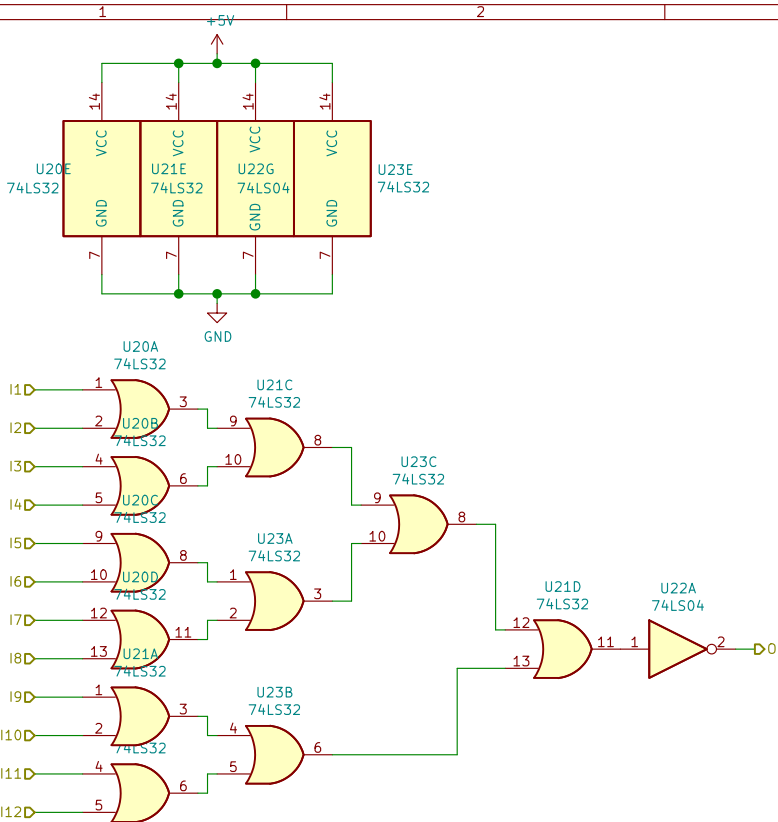 1
2
+5V
14
14
14
14
VCC
VCC
VCC
VCC
U20E
74LS32
U21E
74LS32
U22G
74LS04
U23E
74LS32
GND
GND
GND
GND
7
7
7
7
GND
U20A
74LS32
I1
1
3
I2
2
U20B
74LS32
I3
4
6
I4
5
U20C
74LS32
I5
9
8
I6
10
U20D
74LS32
I7
12
11
I8
13
U21A
74LS32
I9
1
3
I10
2
74LS32
I11
4
6
I12
5
U21C
74LS32
9
8
10
U23A
74LS32
1
3
2
U23B
74LS32
4
6
5
U23C
74LS32
9
8
10
U21D
74LS32
12
11
13
U22A
74LS04
1
2
O